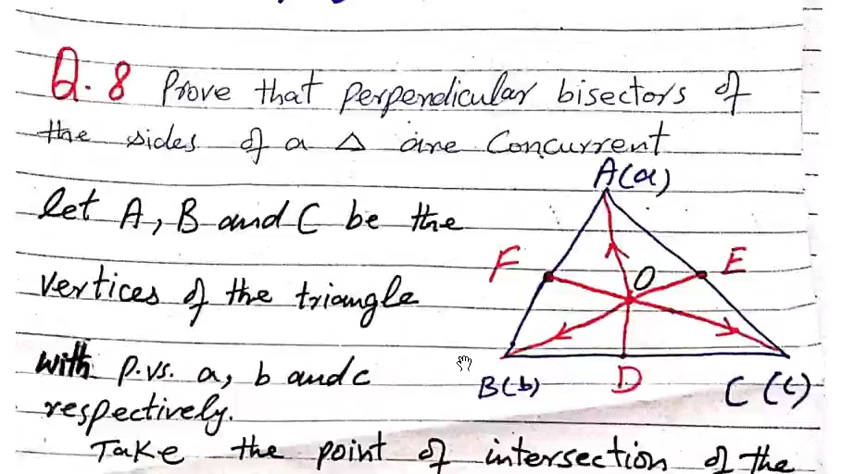 Q.8 Prove that perpendicular bisectors of
the sides of a Δ are Concurrent
A(a)
let A, B and C be the
F
E
O
vertices of the triangle
with p.vs. a, b and c
B(b)
D
C(c)
respectively.
Take the point of intersection of the